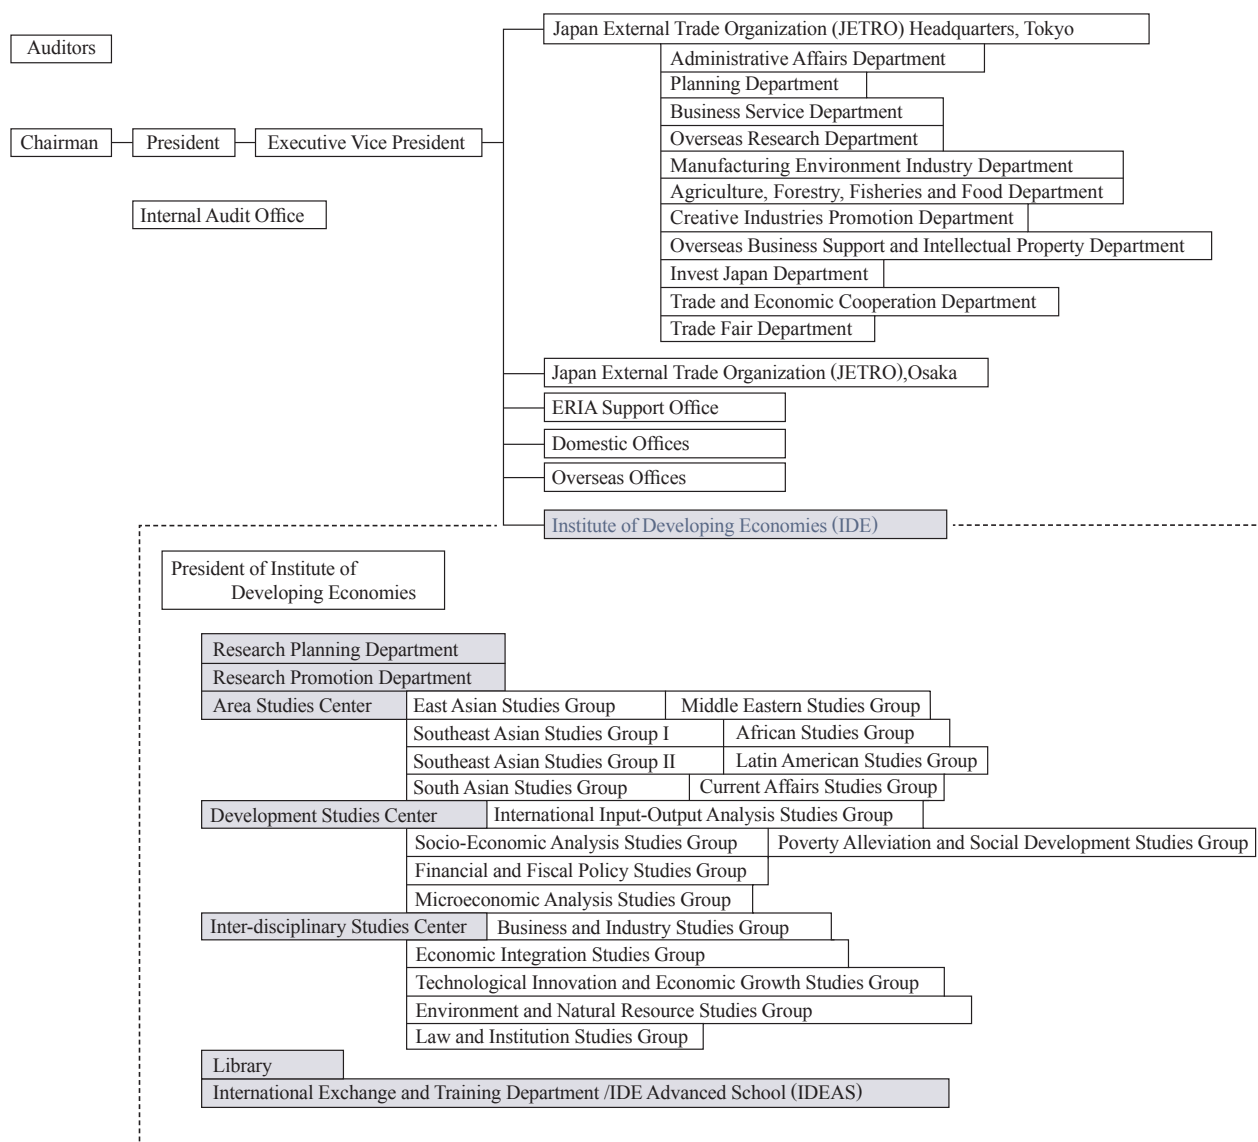 Auditors
Chairman
President
Executive Vice President
Internal Audit Office
Japan External Trade Organization (JETRO) Headquarters, Tokyo
Administrative Affairs Department
Planning Department
Business Service Department
Overseas Research Department
Manufacturing Environment Industry Department
Agriculture, Forestry, Fisheries and Food Department
Creative Industries Promotion Department
Overseas Business Support and Intellectual Property Department
Invest Japan Department
Trade and Economic Cooperation Department
Trade Fair Department
Japan External Trade Organization (JETRO),Osaka
ERIA Support Office
Domestic Offices
Overseas Offices
Institute of Developing Economies (IDE)
President of Institute of
Developing Economies
Research Planning Department
Research Promotion Department
Area Studies Center
East Asian Studies Group
Middle Eastern Studies Group
Southeast Asian Studies Group I
African Studies Group
Southeast Asian Studies Group II
Latin American Studies Group
South Asian Studies Group
Current Affairs Studies Group
Development Studies Center
International Input-Output Analysis Studies Group
Socio-Economic Analysis Studies Group
Poverty Alleviation and Social Development Studies Group
Financial and Fiscal Policy Studies Group
Microeconomic Analysis Studies Group
Inter-disciplinary Studies Center
Business and Industry Studies Group
Economic Integration Studies Group
Technological Innovation and Economic Growth Studies Group
Environment and Natural Resource Studies Group
Law and Institution Studies Group
Library
International Exchange and Training Department /IDE Advanced School (IDEAS)